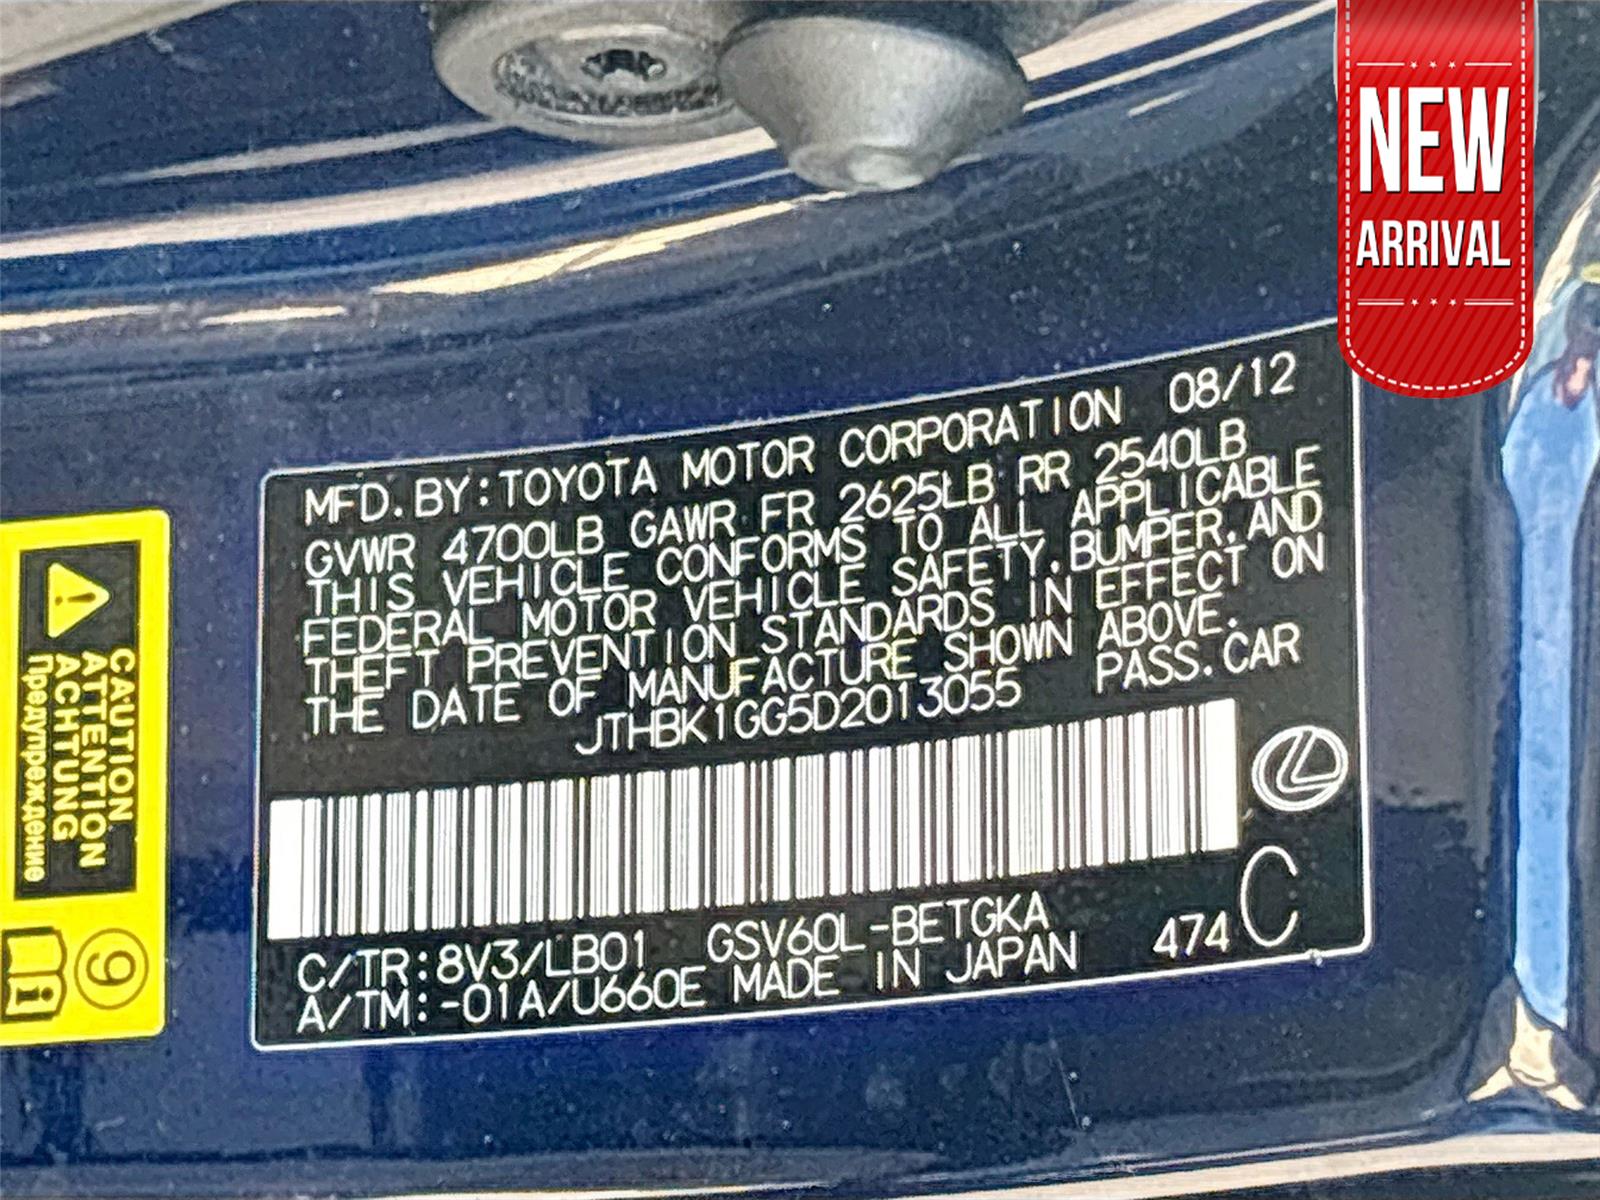 NEW
ARRIVAL
MFD. BY: TOYOTA MOTOR CORPORATION 08/12
GVWR 4700LB GAWR FR 2625LB RR 2540LB
THIS VEHICLE CONFORMS TO ALL APPLICABLE
FEDERAL MOTOR VEHICLE SAFETY, BUMPER, AND
THEFT PREVENTION STANDARDS IN EFFECT ON
THE DATE OF MANUFACTURE SHOWN ABOVE.
JTHBK1GG5D2013055 PASS. CAR
C/TR: 8V3/LB01 GSV60L-BETGKA
A/TM: -01A/U660E MADE IN JAPAN 474 C
CAUTION
ATTENTION
ACHTUNG
Предупреждение
9